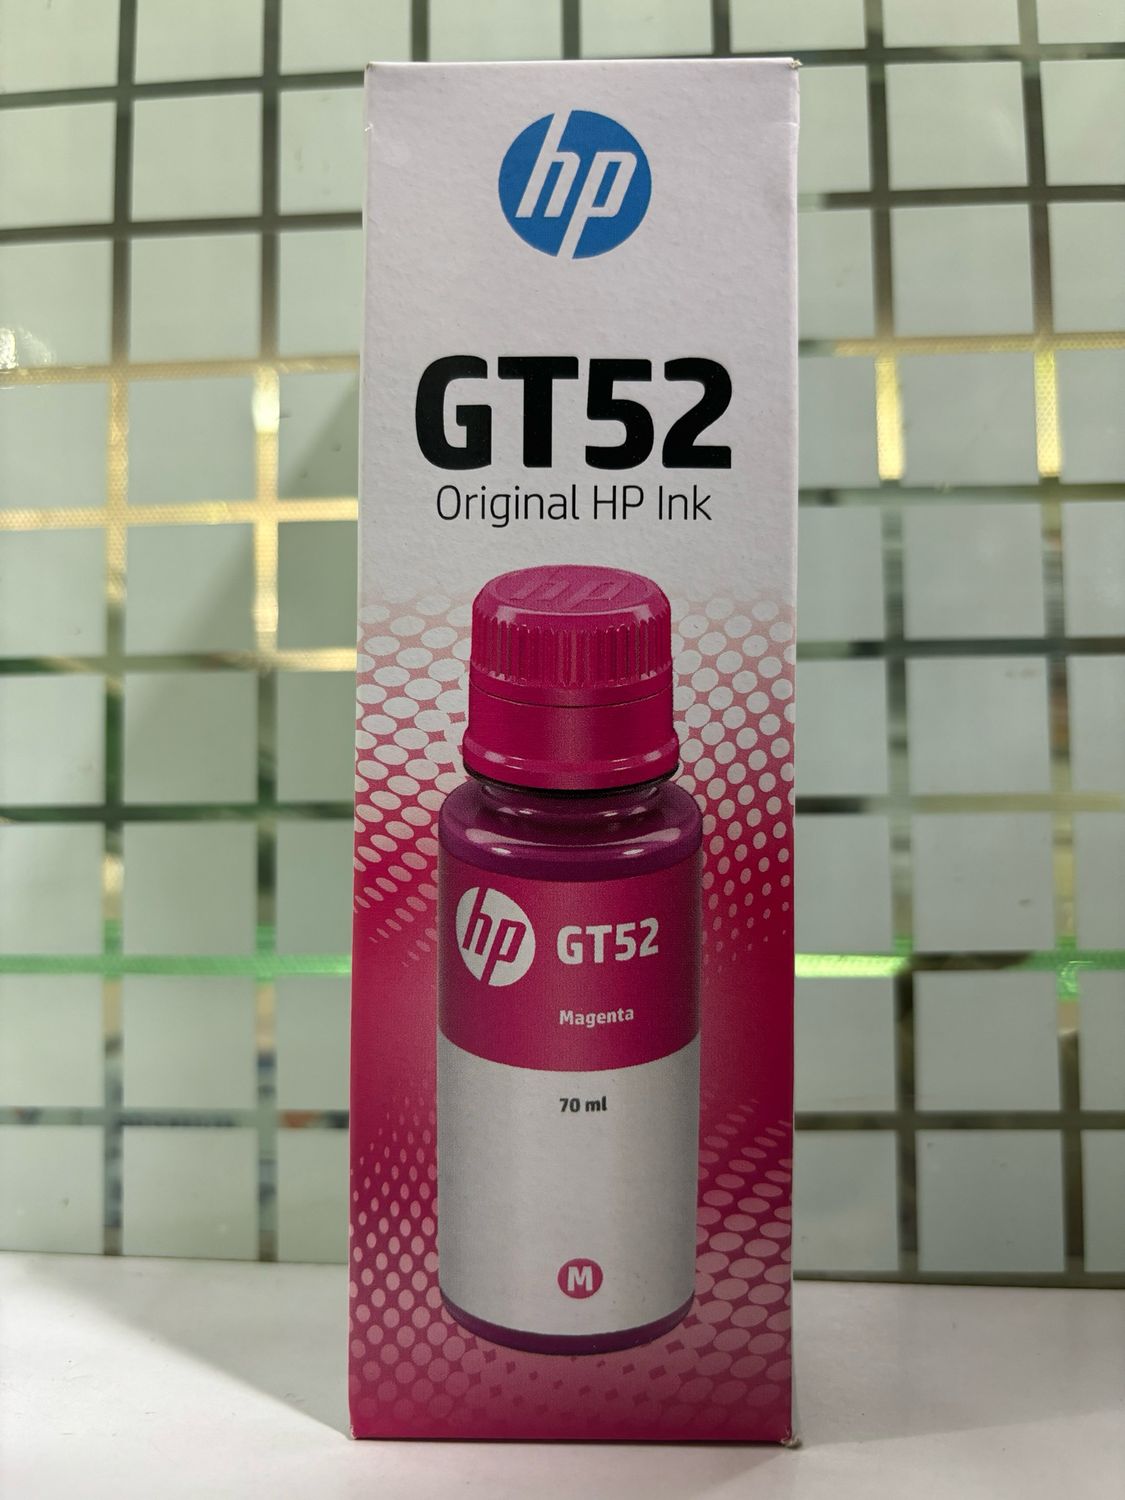 hp
GT52
Original HP Ink
hp
hp
GT52
Magenta
70 ml
M